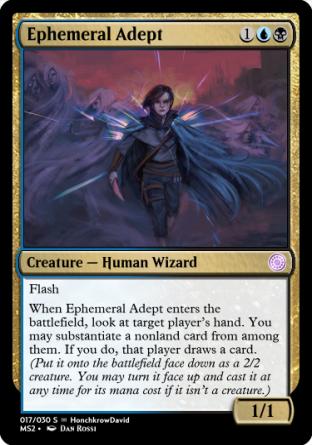 Ephemeral Adept 1
Creature — Human Wizard
Flash
When Ephemeral Adept enters the
battlefield, look at target player's hand. You
may substantiate a nonland card from among
them. If you do, that player draws a card.
(Put it onto the battlefield face down as a 2/2
creature. You may turn it face up and cast it
at any time for its mana cost if it isn't a creature.)
1/1
017/030 S HonchkrowDavid
MS2 • Dan Rossi